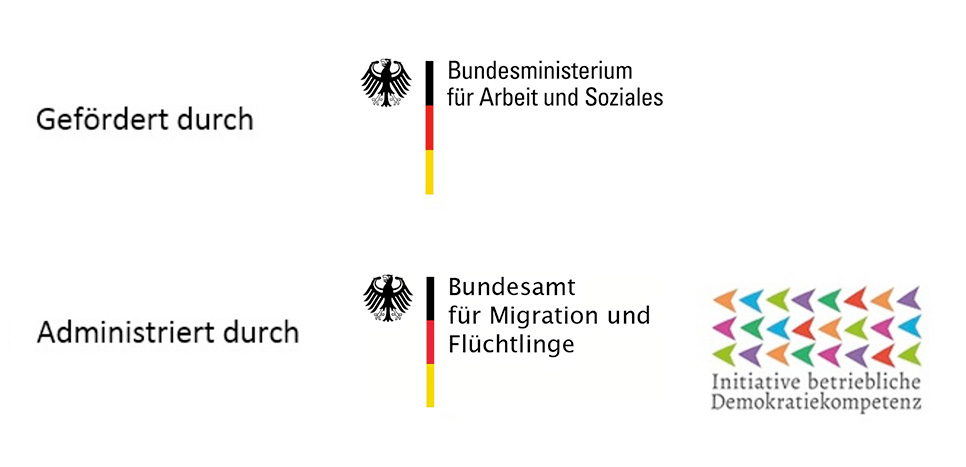 Gefördert durch
Bundesministerium
für Arbeit und Soziales
Administriert durch
Bundesamt
für Migration und
Flüchtlinge
Initiative betriebliche
Demokratiekompetenz